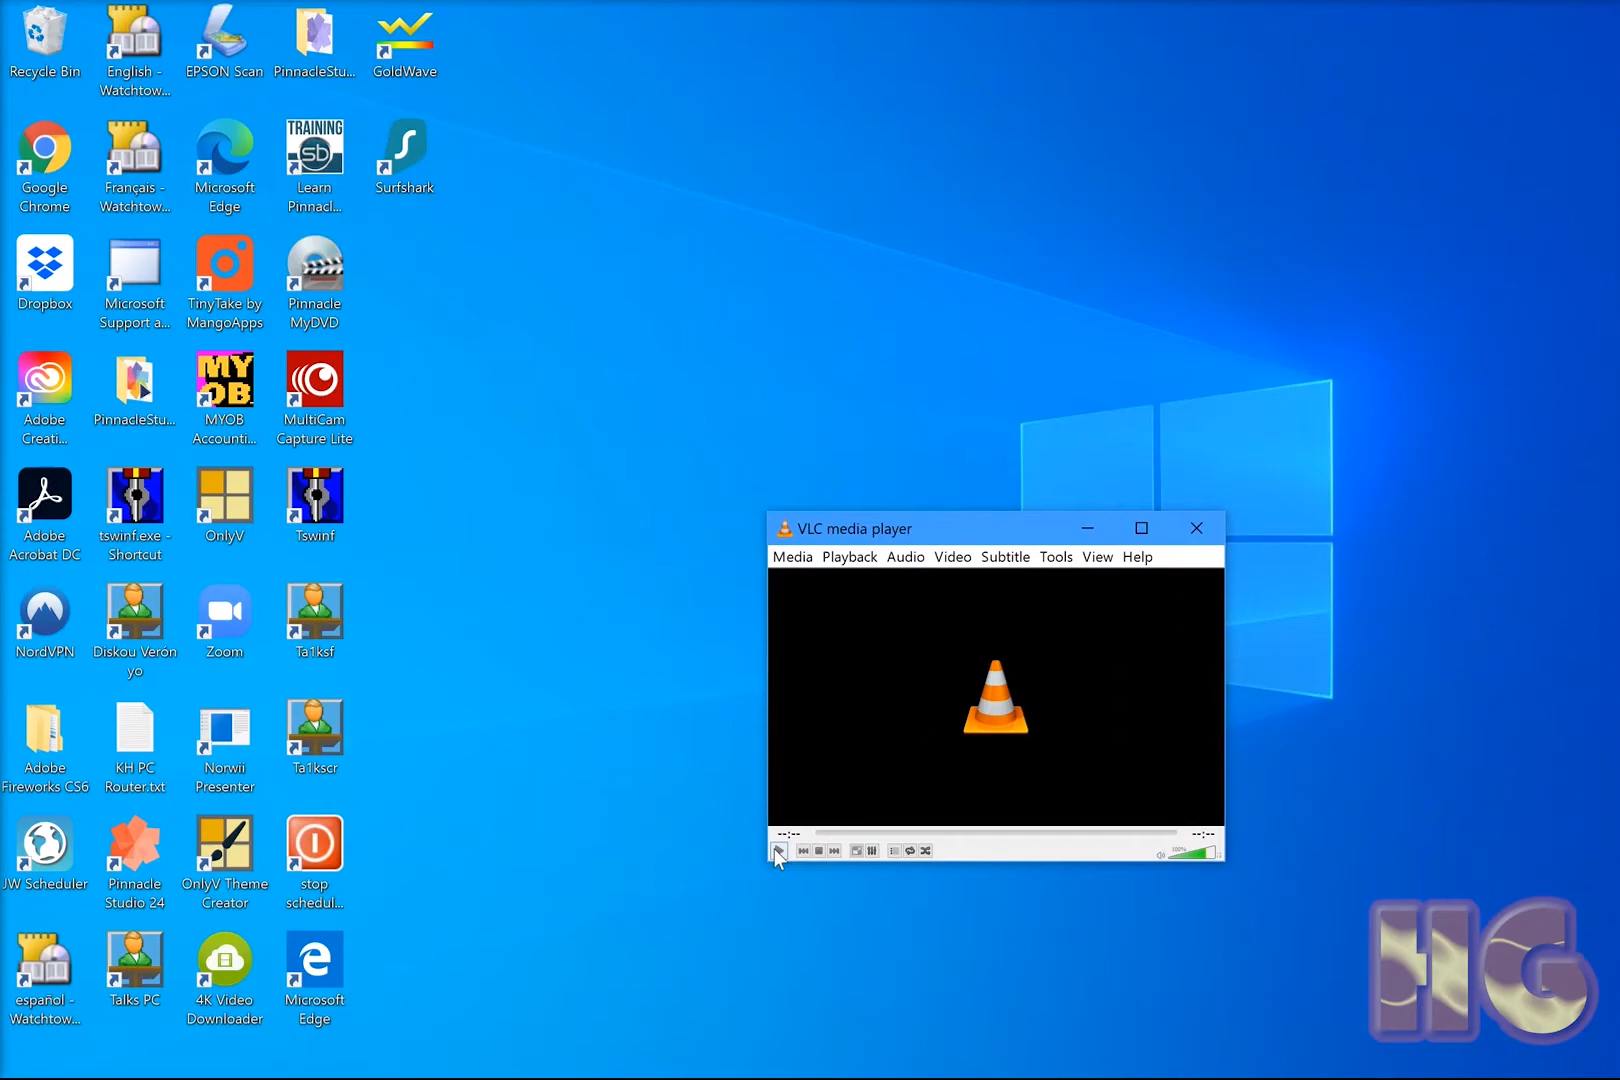 Recycle Bin
English -
Watchtow...
EPSON Scan
PinnacleStu...
GoldWave
Google
Chrome
Français -
Watchtow...
Microsoft
Edge
TRAINING
sb
Learn
Pinnacl...
Surfshark
Dropbox
Microsoft
Support a...
TinyTake by
MangoApps
Pinnacle
MyDVD
Adobe
Creati...
PinnacleStu...
MY
OB
MYOB
Accounti...
MultiCam
Capture Lite
Adobe
Acrobat DC
tswinf.exe -
Shortcut
OnlyV
Tswinf
NordVPN
Diskou Verón
yo
Zoom
Ta1ksf
Adobe
Fireworks CS6
KH PC
Router.txt
Norwii
Presenter
Ta1kscr
JW Scheduler
Pinnacle
Studio 24
OnlyV Theme
Creator
stop
schedul...
español -
Watchtow...
Talks PC
4K Video
Downloader
Microsoft
Edge
VLC media player
Media Playback Audio Video Subtitle Tools View Help
--:-- --:--
100%
HG